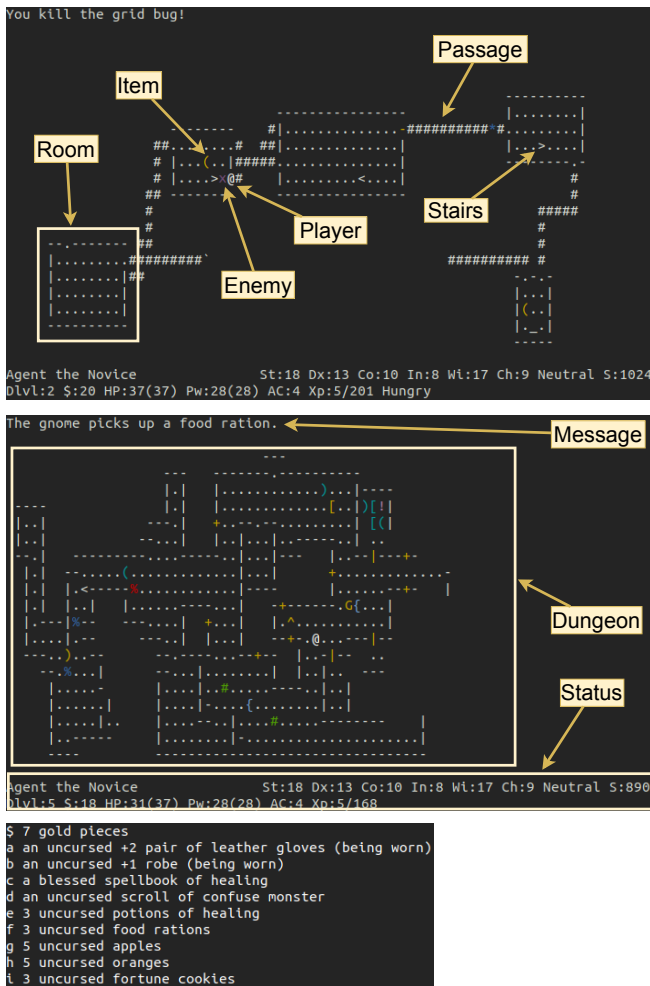 You kill the grid bug!
Passage
Item
Room
Stairs
Player
Enemy
Agent the Novice St:18 Dx:13 Co:10 In:8 Wi:17 Ch:9 Neutral S:1024
Dlvl:2 $:20 HP:37(37) Pw:28(28) AC:4 Xp:5/201 Hungry
The gnome picks up a food ration.
Message
Dungeon
Status
Agent the Novice St:18 Dx:13 Co:10 In:8 Wi:17 Ch:9 Neutral S:890
Dlvl:5 $:18 HP:31(37) Pw:28(28) AC:4 Xp:5/168
$ 7 gold pieces
a an uncursed +2 pair of leather gloves (being worn)
b an uncursed +1 robe (being worn)
c a blessed spellbook of healing
d an uncursed scroll of confuse monster
e 3 uncursed potions of healing
f 3 uncursed food rations
g 5 uncursed apples
h 5 uncursed oranges
i 3 uncursed fortune cookies